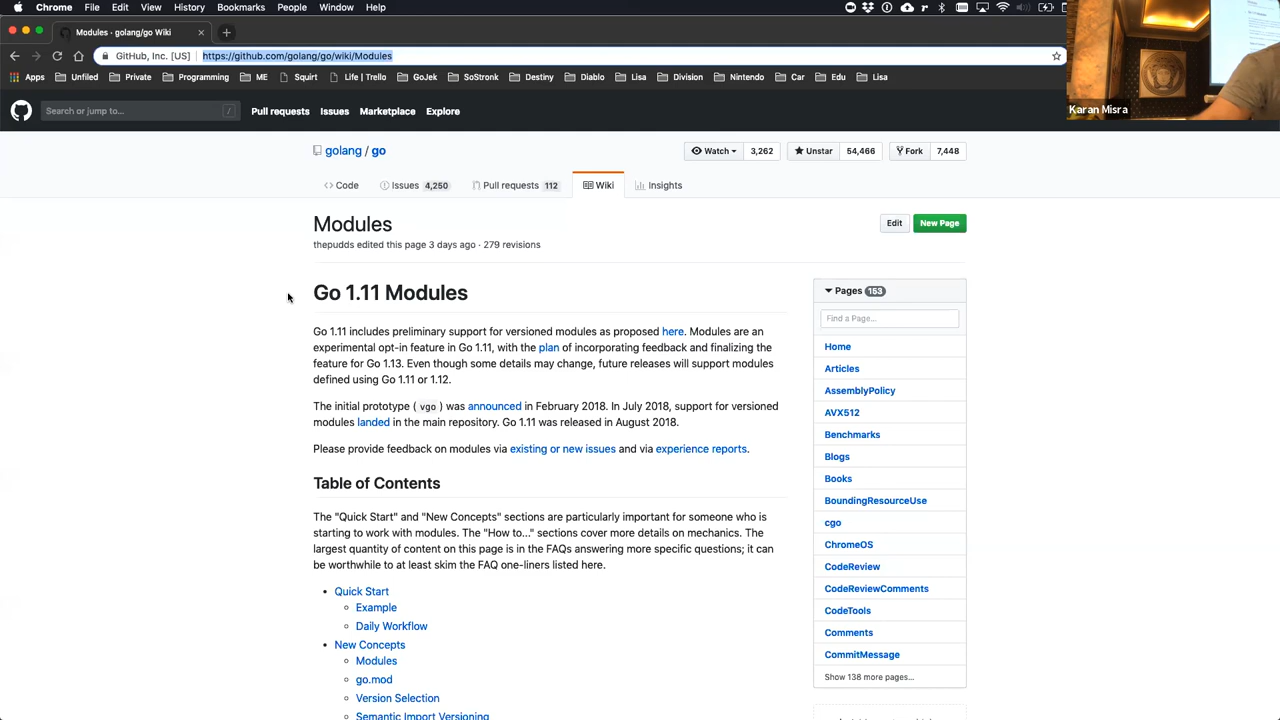 Chrome File Edit View History Bookmarks People Window Help
Modules · golang/go Wiki
GitHub, Inc. [US] https://github.com/golang/go/wiki/Modules
Apps Unfiled Private Programming ME Squirt Life | Trello GoJek SoStronk Destiny Diablo Lisa Division Nintendo Car Edu Lisa
Karan Misra
Search or jump to... / Pull requests Issues Marketplace Explore
golang / go Watch 3,262 Unstar 54,466 Fork 7,448
<> Code Issues 4,250 Pull requests 112 Wiki Insights
Modules
Edit New Page
thepudds edited this page 3 days ago · 279 revisions
Go 1.11 Modules
Go 1.11 includes preliminary support for versioned modules as proposed here. Modules are an
experimental opt-in feature in Go 1.11, with the plan of incorporating feedback and finalizing the
feature for Go 1.13. Even though some details may change, future releases will support modules
defined using Go 1.11 or 1.12.
The initial prototype ( vgo ) was announced in February 2018. In July 2018, support for versioned
modules landed in the main repository. Go 1.11 was released in August 2018.
Please provide feedback on modules via existing or new issues and via experience reports.
Table of Contents
The "Quick Start" and "New Concepts" sections are particularly important for someone who is
starting to work with modules. The "How to..." sections cover more details on mechanics. The
largest quantity of content on this page is in the FAQs answering more specific questions; it can
be worthwhile to at least skim the FAQ one-liners listed here.
• Quick Start
◦ Example
◦ Daily Workflow
• New Concepts
◦ Modules
◦ go.mod
◦ Version Selection
◦ Semantic Import Versioning
Pages 153
Find a Page...
Home
Articles
AssemblyPolicy
AVX512
Benchmarks
Blogs
Books
BoundingResourceUse
cgo
ChromeOS
CodeReview
CodeReviewComments
CodeTools
Comments
CommitMessage
Show 138 more pages...